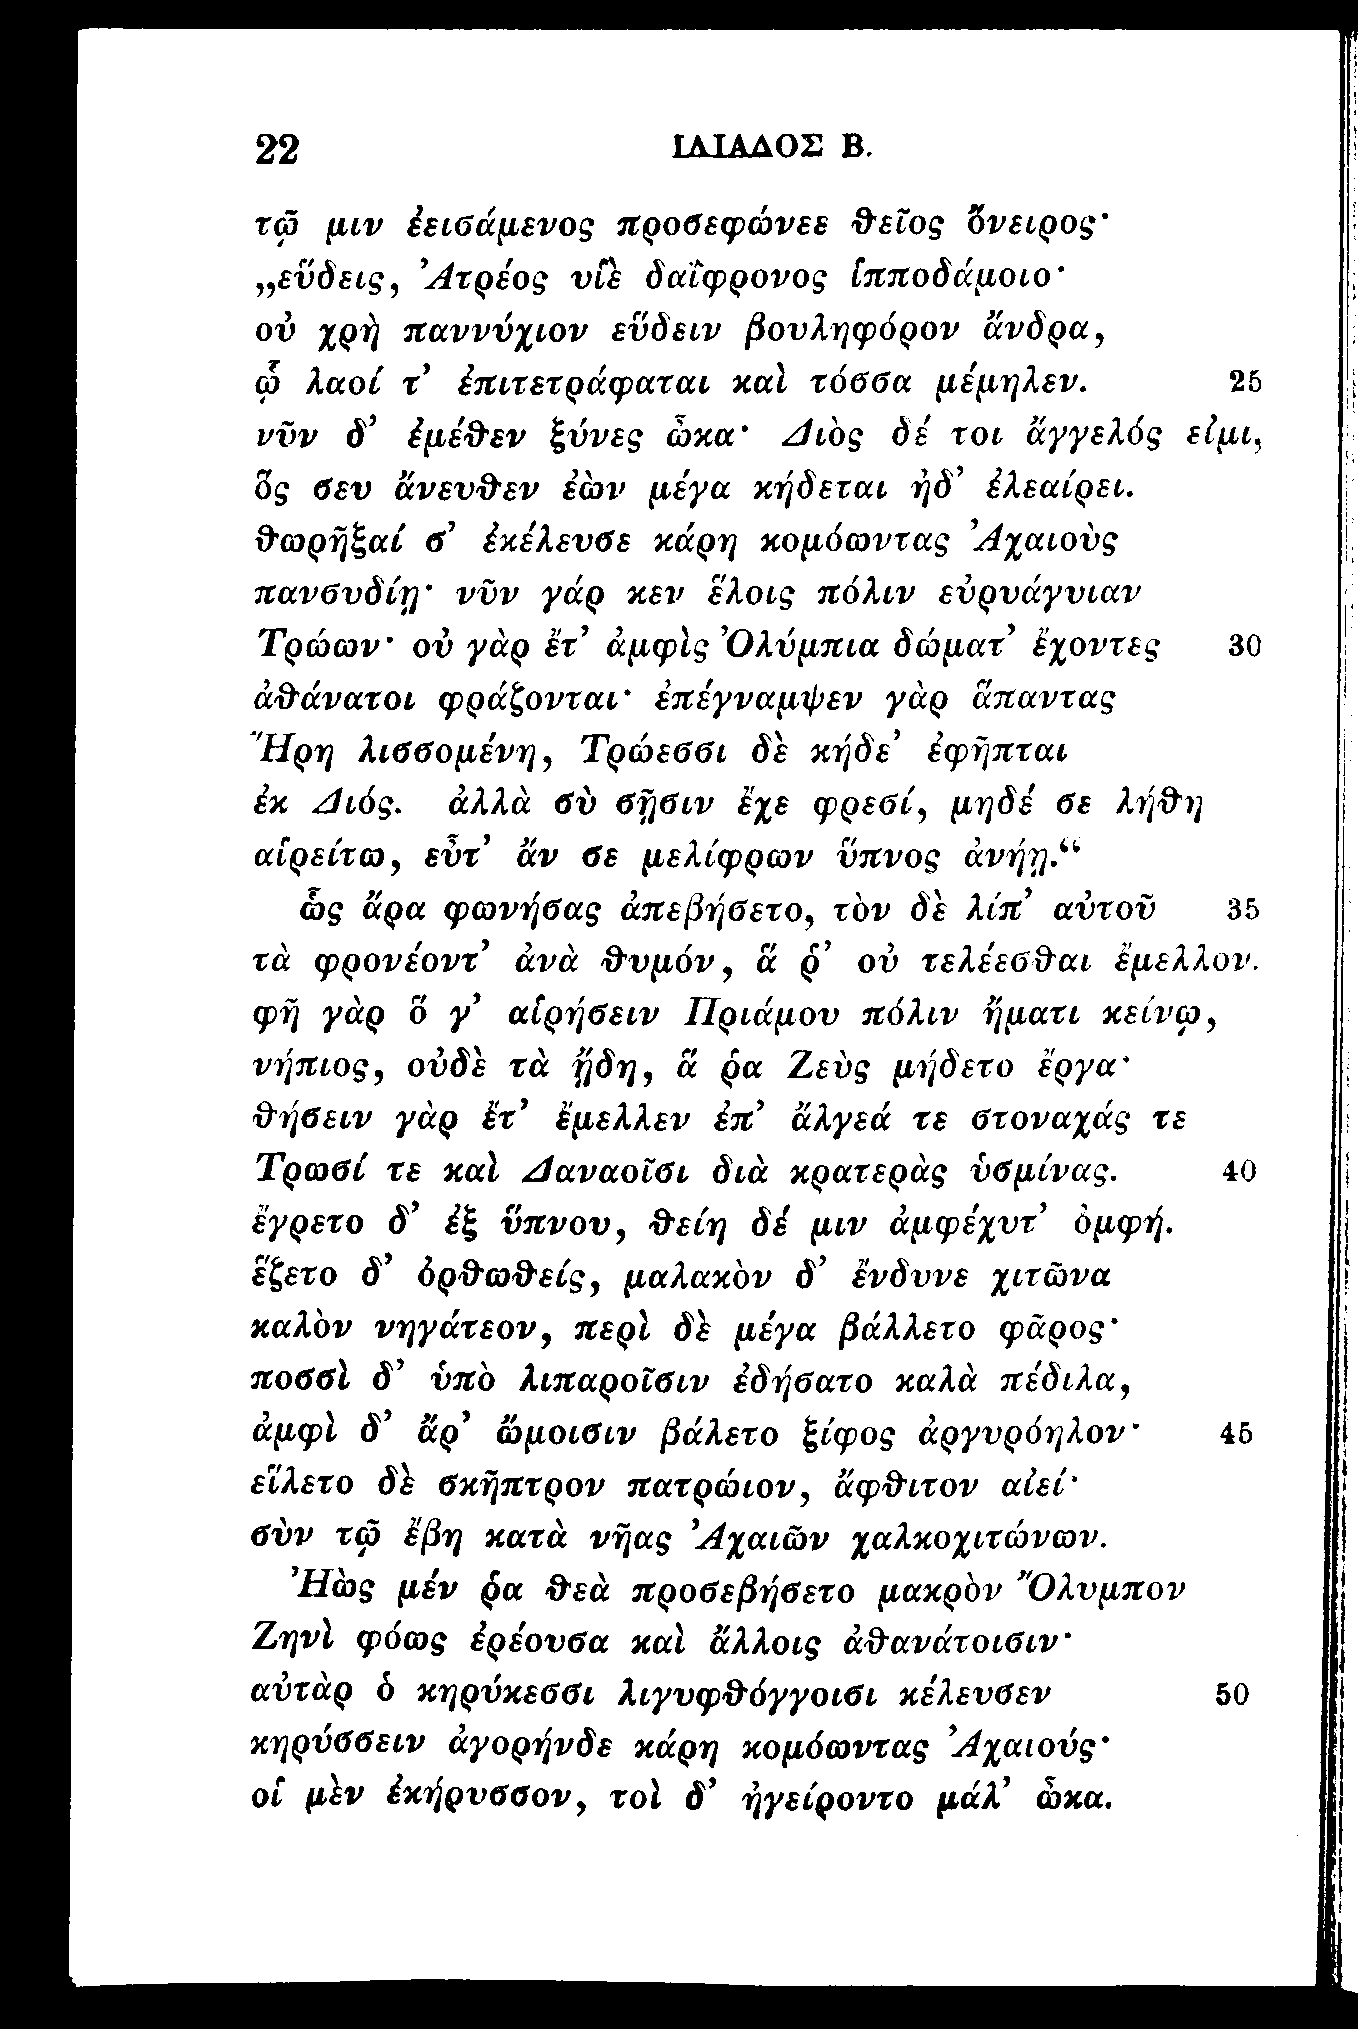 22 ΙΛΙΑΔΟΣ Β.
τῷ μιν ἐεισάμενος προσεφώνεε θεῖος ὄνειρος·
„εὕδεις, Ἀτρέος υἱὲ δαΐφρονος ἱπποδάμοιο·
οὐ χρὴ παννύχιον εὕδειν βουληφόρον ἄνδρα,
ᾧ λαοί τ’ ἐπιτετράφαται καὶ τόσσα μέμηλεν. 25
νῦν δ’ ἐμέθεν ξύνες ὦκα· Διὸς δέ τοι ἄγγελός εἰμι,
ὅς σευ ἄνευθεν ἐὼν μέγα κήδεται ἠδ’ ἐλεαίρει.
θωρῆξαί σ’ ἐκέλευσε κάρη κομόωντας Ἀχαιοὺς
πανσυδίῃ· νῦν γάρ κεν ἕλοις πόλιν εὐρυάγυιαν
Τρώων· οὐ γὰρ ἔτ’ ἀμφὶς Ὀλύμπια δώματ’ ἔχοντες 30
ἀθάνατοι φράζονται· ἐπέγναμψεν γὰρ ἅπαντας
Ἥρη λισσομένη, Τρώεσσι δὲ κήδε’ ἐφῆπται
ἐκ Διός. ἀλλὰ σὺ σῇσιν ἔχε φρεσί, μηδέ σε λήθη
αἱρείτω, εὖτ’ ἄν σε μελίφρων ὕπνος ἀνήῃ.“
ὣς ἄρα φωνήσας ἀπεβήσετο, τὸν δὲ λίπ’ αὐτοῦ 35
τὰ φρονέοντ’ ἀνὰ θυμόν, ἅ ῥ’ οὐ τελέεσθαι ἔμελλον.
φῆ γὰρ ὅ γ’ αἱρήσειν Πριάμου πόλιν ἤματι κείνῳ,
νήπιος, οὐδὲ τὰ ᾔδη, ἅ ῥα Ζεὺς μήδετο ἔργα·
θήσειν γὰρ ἔτ’ ἔμελλεν ἐπ’ ἄλγεά τε στοναχάς τε
Τρωσί τε καὶ Δαναοῖσι διὰ κρατερὰς ὑσμίνας. 40
ἔγρετο δ’ ἐξ ὕπνου, θείη δέ μιν ἀμφέχυτ’ ὀμφή.
ἕζετο δ’ ὀρθωθείς, μαλακὸν δ’ ἔνδυνε χιτῶνα
καλὸν νηγάτεον, περὶ δὲ μέγα βάλλετο φᾶρος·
ποσσὶ δ’ ὑπὸ λιπαροῖσιν ἐδήσατο καλὰ πέδιλα,
ἀμφὶ δ’ ἄρ’ ὤμοισιν βάλετο ξίφος ἀργυρόηλον· 45
εἵλετο δὲ σκῆπτρον πατρώιον, ἄφθιτον αἰεί·
σὺν τῷ ἔβη κατὰ νῆας Ἀχαιῶν χαλκοχιτώνων.
Ἠὼς μέν ῥα θεὰ προσεβήσετο μακρὸν Ὄλυμπον
Ζηνὶ φόως ἐρέουσα καὶ ἄλλοις ἀθανάτοισιν·
αὐτὰρ ὁ κηρύκεσσι λιγυφθόγγοισι κέλευσεν 50
κηρύσσειν ἀγορήνδε κάρη κομόωντας Ἀχαιούς·
οἱ μὲν ἐκήρυσσον, τοὶ δ’ ἠγείροντο μάλ’ ὦκα.